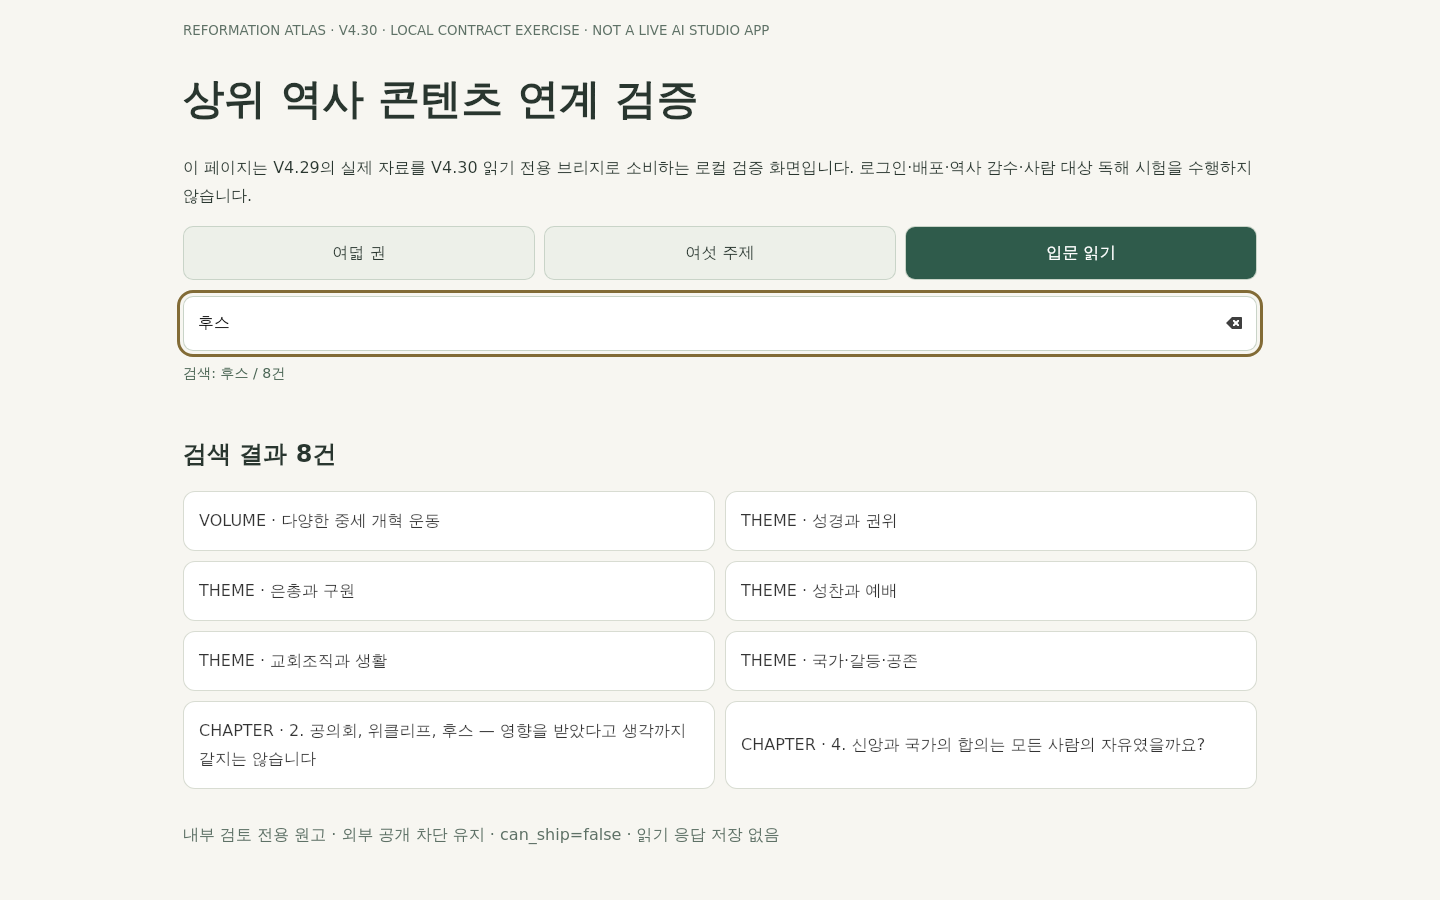 REFORMATION ATLAS · V4.30 · LOCAL CONTRACT EXERCISE · NOT A LIVE AI STUDIO APP
상위 역사 콘텐츠 연계 검증
이 페이지는 V4.29의 실제 자료를 V4.30 읽기 전용 브리지로 소비하는 로컬 검증 화면입니다. 로그인·배포·역사 감수·사람 대상 독해 시험을 수행하지
않습니다.
여덟 권
여섯 주제
입문 읽기
후스
검색: 후스 / 8건
검색 결과 8건
VOLUME · 다양한 중세 개혁 운동
THEME · 성경과 권위
THEME · 은총과 구원
THEME · 성찬과 예배
THEME · 교회조직과 생활
THEME · 국가·갈등·공존
CHAPTER · 2. 공의회, 위클리프, 후스 — 영향을 받았다고 생각까지
같지는 않습니다
CHAPTER · 4. 신앙과 국가의 합의는 모든 사람의 자유였을까요?
내부 검토 전용 원고 · 외부 공개 차단 유지 · can_ship=false · 읽기 응답 저장 없음